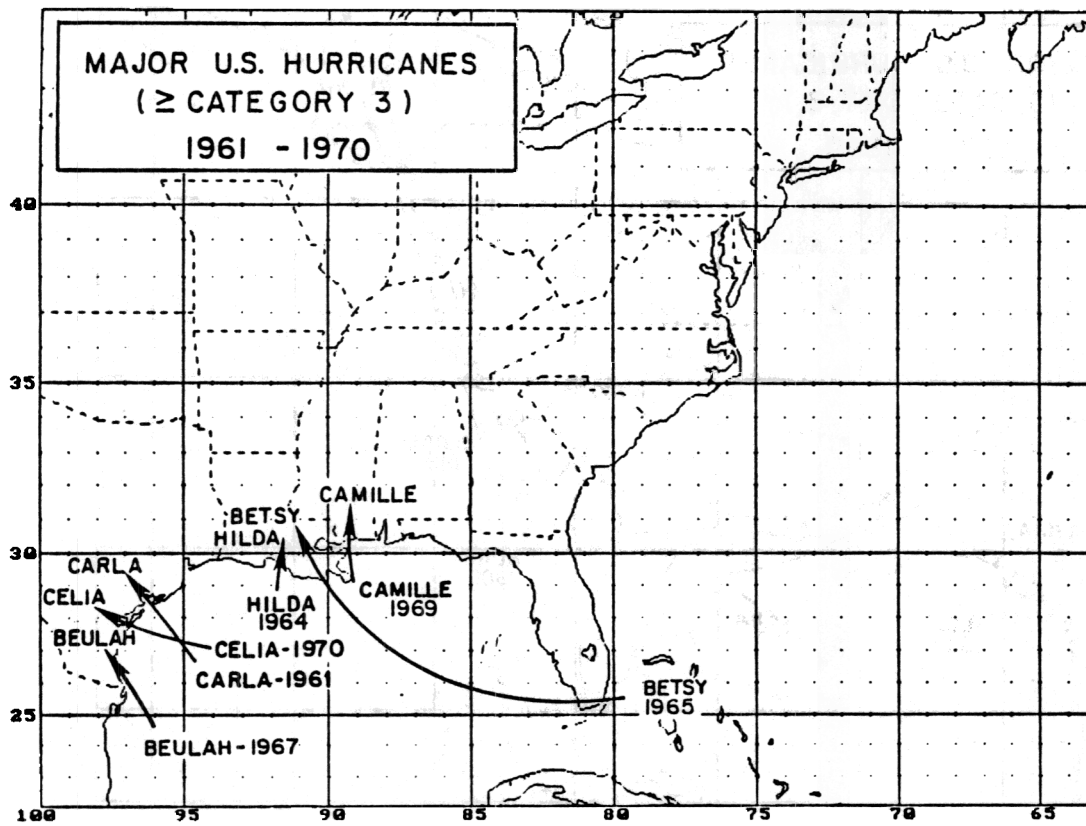 MAJOR U.S. HURRICANES
(≥ CATEGORY 3)
1961 - 1970
40
35
CAMILLE
BETSY
HILDA
30
CARLA
CAMILLE
1969
CELIA
HILDA
1964
BEULAH
CELIA-1970
CARLA-1961
BETSY
1965
25
BEULAH-1967
100
95
90
85
80
75
70
65